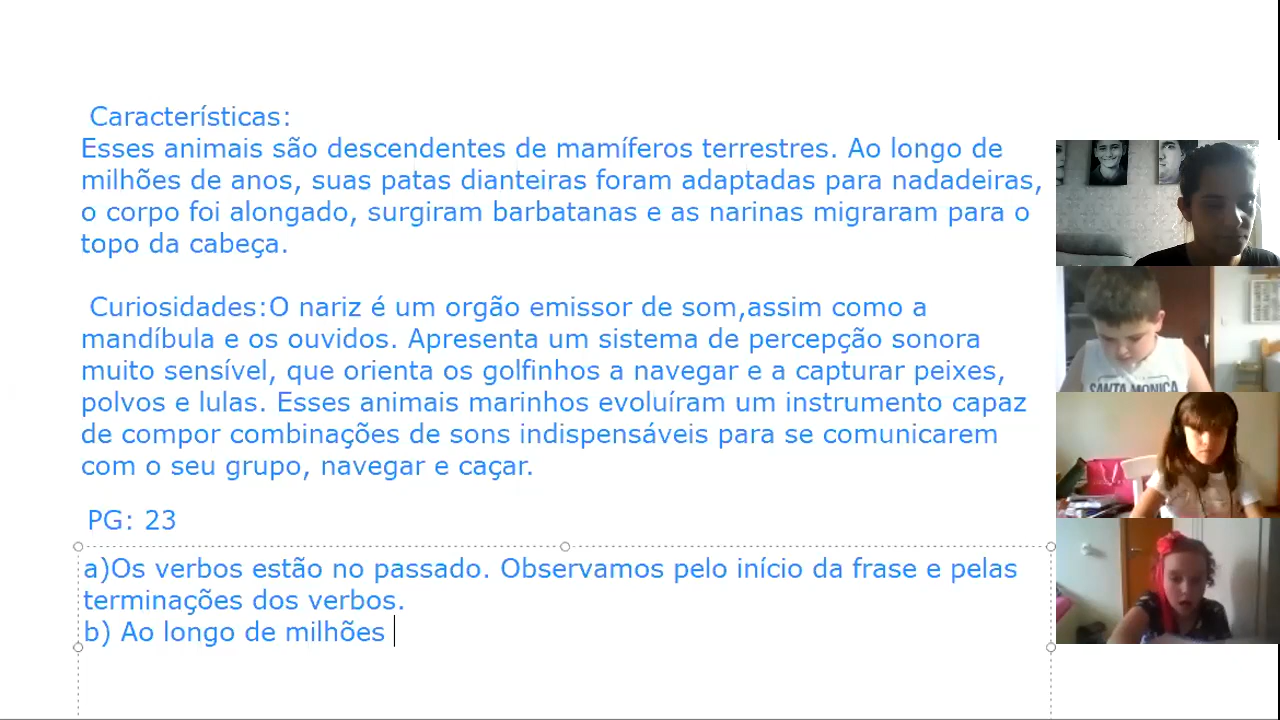 Características:
Esses animais são descendentes de mamíferos terrestres. Ao longo de
milhões de anos, suas patas dianteiras foram adaptadas para nadadeiras,
o corpo foi alongado, surgiram barbatanas e as narinas migraram para o
topo da cabeça.
Curiosidades:O nariz é um orgão emissor de som,assim como a
mandíbula e os ouvidos. Apresenta um sistema de percepção sonora
muito sensível, que orienta os golfinhos a navegar e a capturar peixes,
polvos e lulas. Esses animais marinhos evoluíram um instrumento capaz
de compor combinações de sons indispensáveis para se comunicarem
com o seu grupo, navegar e caçar.
PG: 23
a)Os verbos estão no passado. Observamos pelo início da frase e pelas
terminações dos verbos.
b) Ao longo de milhões
SANTA MONICA